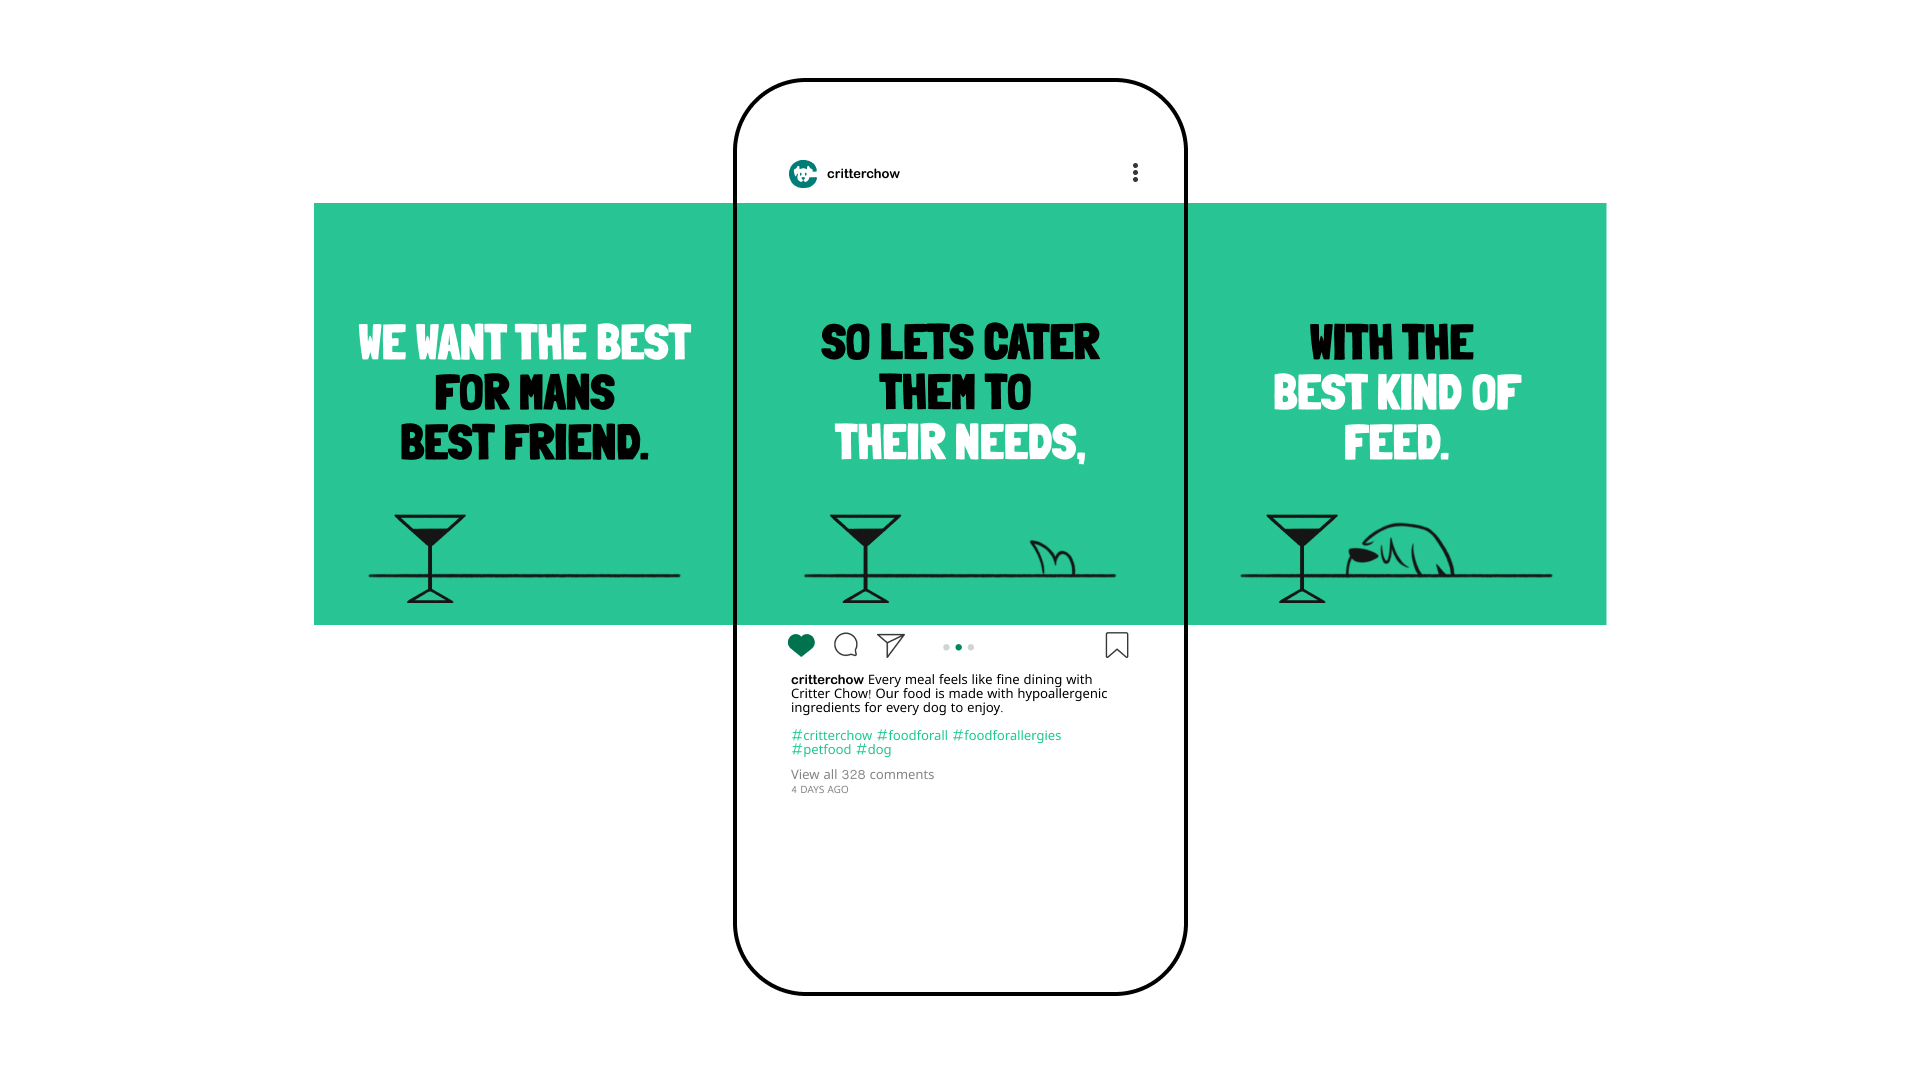 critterchow
WE WANT THE BEST
FOR MANS
BEST FRIEND.
SO LETS CATER
THEM TO
THEIR NEEDS,
WITH THE
BEST KIND OF
FEED.
critterchow Every meal feels like fine dining with
Critter Chow! Our food is made with hypoallergenic
ingredients for every dog to enjoy.
#critterchow #foodforall #foodforallergies
#petfood #dog
View all 328 comments
4 DAYS AGO